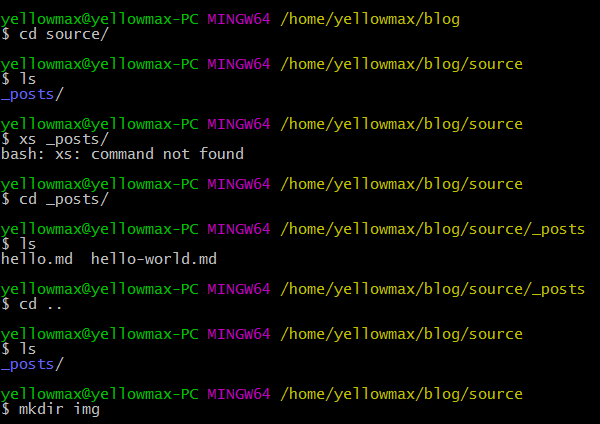 yellowmax@yellowmax-PC MINGW64 /home/yellowmax/blog
$ cd source/
yellowmax@yellowmax-PC MINGW64 /home/yellowmax/blog/source
$ ls
_posts/
yellowmax@yellowmax-PC MINGW64 /home/yellowmax/blog/source
$ xs _posts/
bash: xs: command not found
yellowmax@yellowmax-PC MINGW64 /home/yellowmax/blog/source
$ cd _posts/
yellowmax@yellowmax-PC MINGW64 /home/yellowmax/blog/source/_posts
$ ls
hello.md  hello-world.md
yellowmax@yellowmax-PC MINGW64 /home/yellowmax/blog/source/_posts
$ cd ..
yellowmax@yellowmax-PC MINGW64 /home/yellowmax/blog/source
$ ls
_posts/
yellowmax@yellowmax-PC MINGW64 /home/yellowmax/blog/source
$ mkdir img